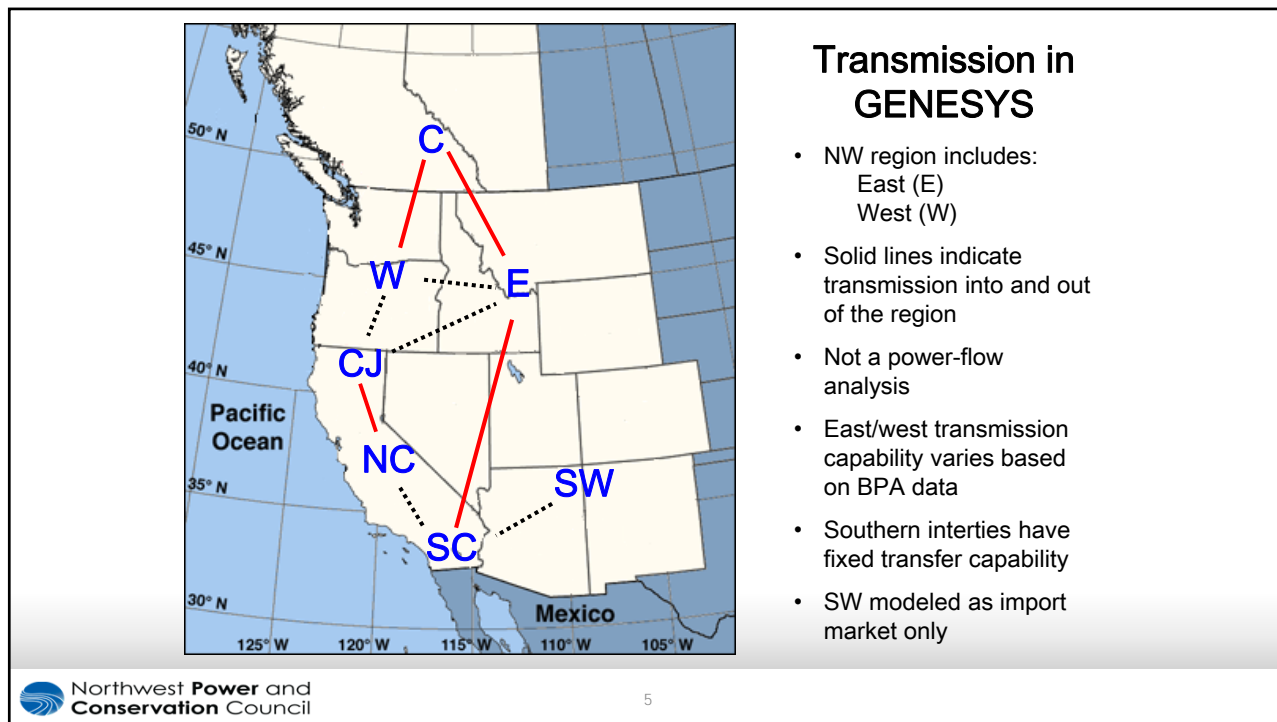 Transmission in
GENESYS
• NW region includes:
East (E)
West (W)
• Solid lines indicate
transmission into and out
of the region
• Not a power-flow
analysis
• East/west transmission
capability varies based
on BPA data
• Southern interties have
fixed transfer capability
• SW modeled as import
market only
50° N
45° N
40° N
35° N
30° N
125° W
120° W
115° W
110° W
105° W
C
W
E
CJ
NC
SW
SC
Pacific
Ocean
Mexico
Northwest Power and
Conservation Council
5